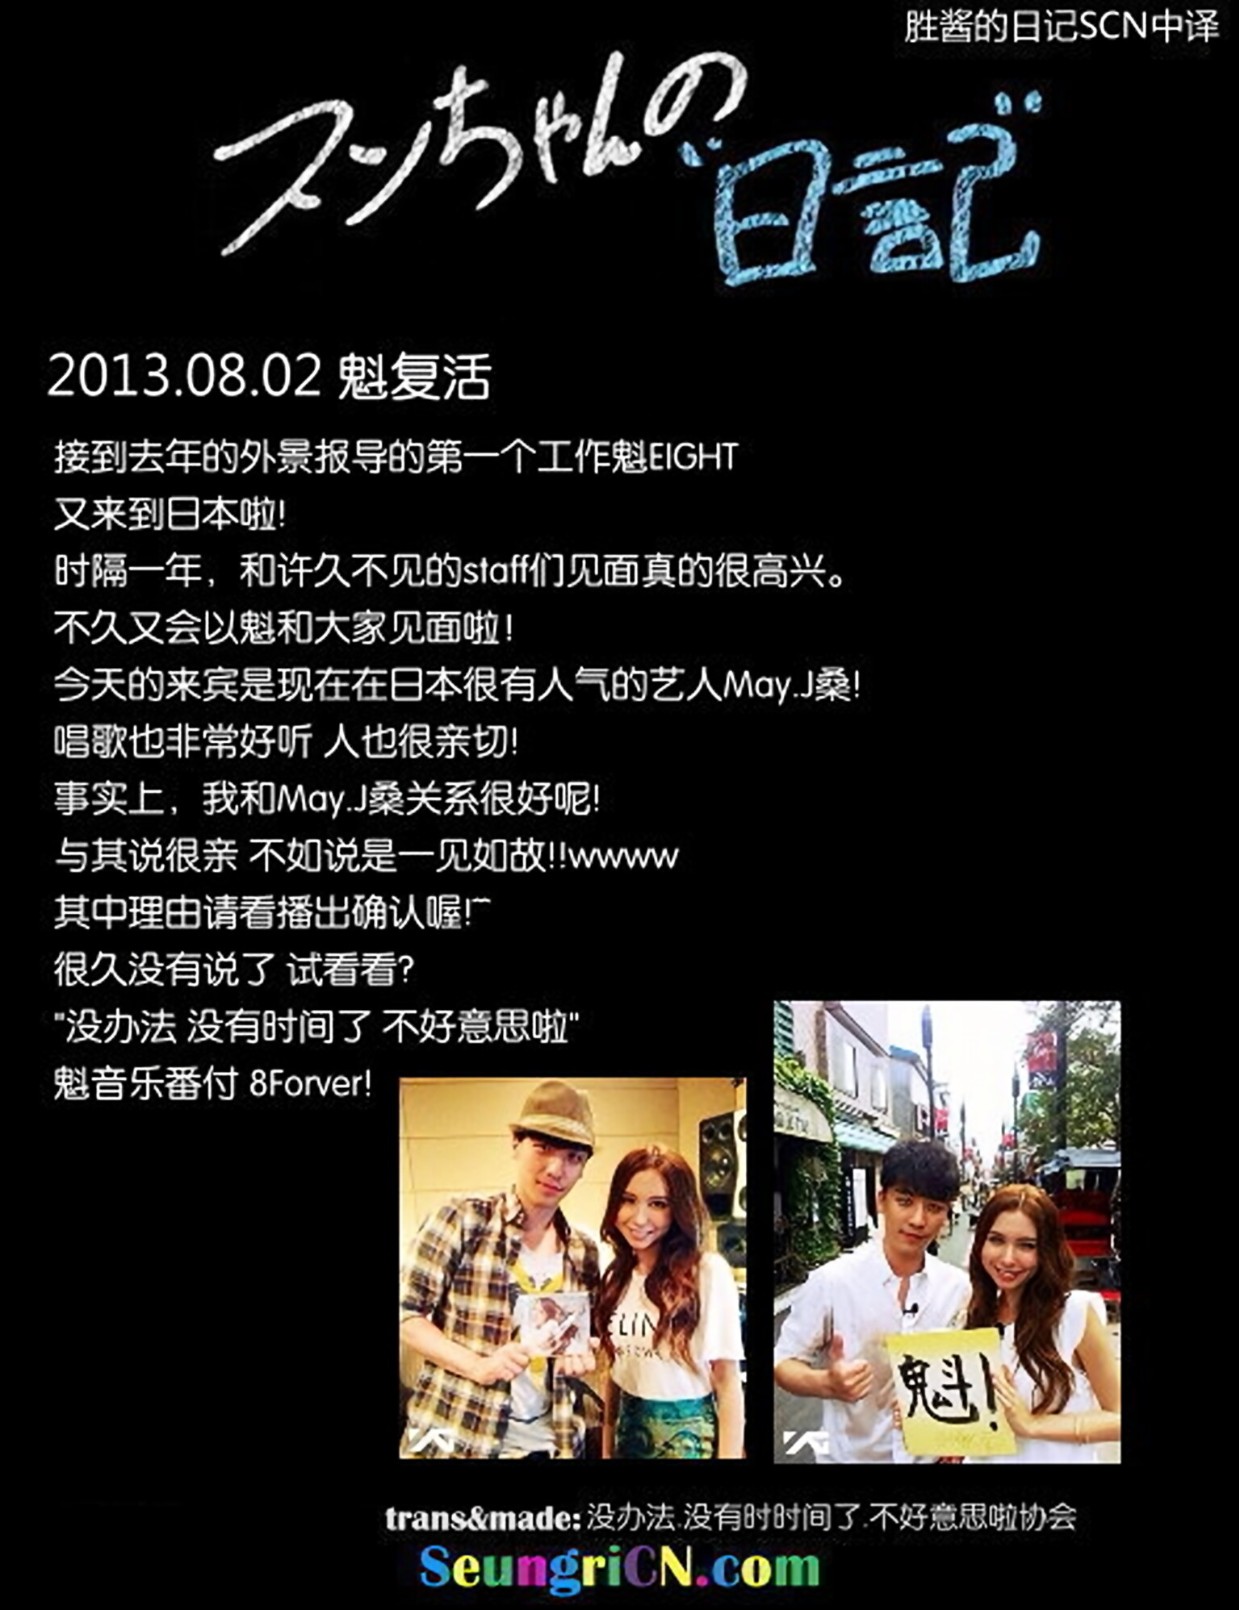 胜酱的日记SCN中译
スンちゃんの
日記
2013.08.02 魁复活
接到去年的外景报导的第一个工作魁EIGHT
又来到日本啦!
时隔一年，和许久不见的staff们见面真的很高兴。
不久又会以魁和大家见面啦!
今天的来宾是现在在日本很有人气的艺人May.J桑!
唱歌也非常好听 人也很亲切!
事实上，我和May.J桑关系很好呢!
与其说很亲 不如说是一见如故!!wwww
其中理由请看播出确认喔!~
很久没有说了 试看看?
"没办法 没有时间了 不好意思啦"
魁音乐番付 8Forver!
魁!
YG
YG
trans&made: 没办法.没有时时间了.不好意思啦协会
SeungriCN.com